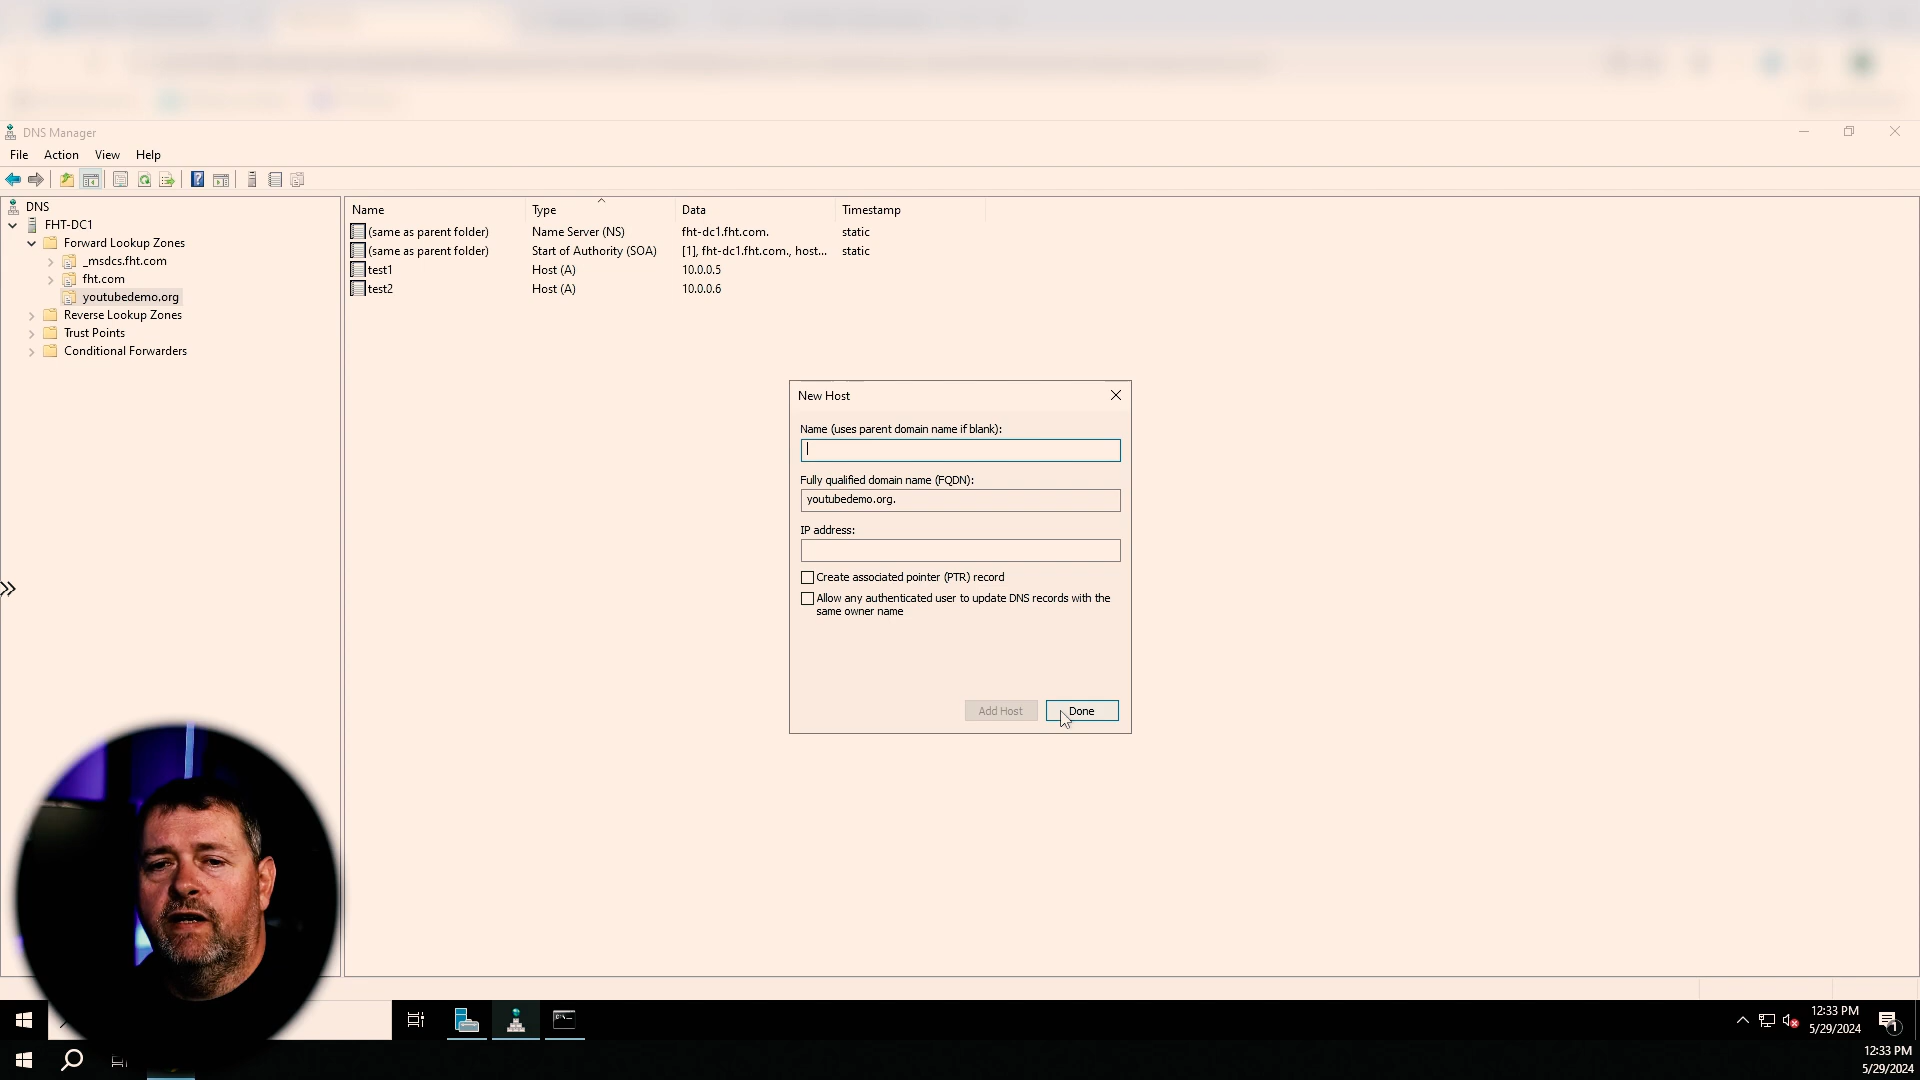 DNS Manager
File Action View Help
DNS
FHT-DC1
Forward Lookup Zones
_msdcs.fht.com
fht.com
youtubedemo.org
Reverse Lookup Zones
Trust Points
Conditional Forwarders
Name Type Data Timestamp
(same as parent folder) Name Server (NS) fht-dc1.fht.com. static
(same as parent folder) Start of Authority (SOA) [1], fht-dc1.fht.com., host... static
test1 Host (A) 10.0.0.5
test2 Host (A) 10.0.0.6
New Host
Name (uses parent domain name if blank):
Fully qualified domain name (FQDN):
youtubedemo.org.
IP address:
Create associated pointer (PTR) record
Allow any authenticated user to update DNS records with the
same owner name
Add Host Done
12:33 PM
5/29/2024
1
12:33 PM
5/29/2024